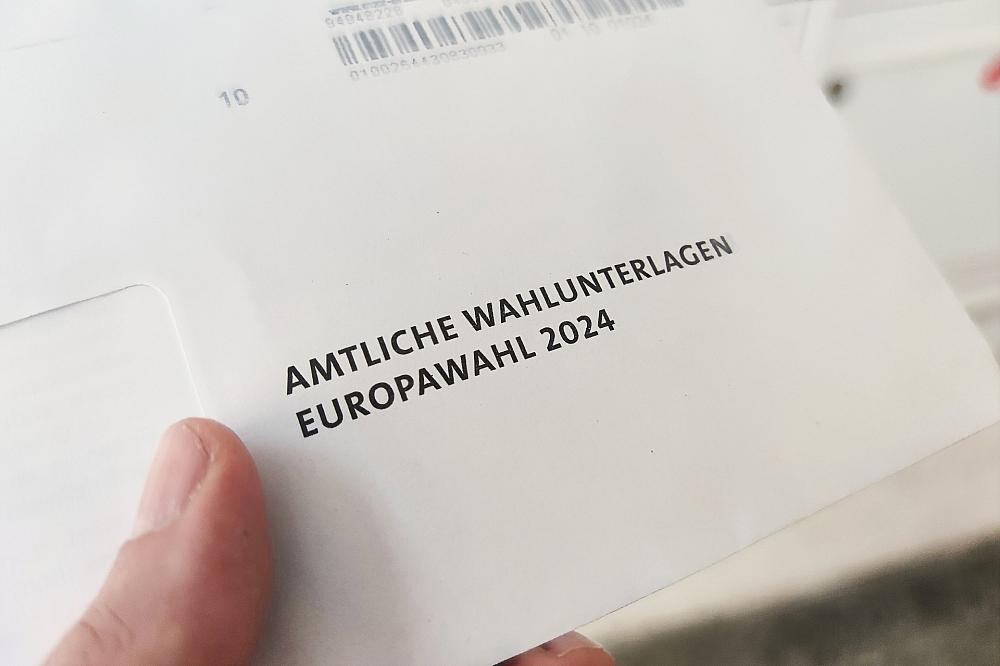 10
AMTLICHE WAHLUNTERLAGEN
EUROPAWAHL 2024